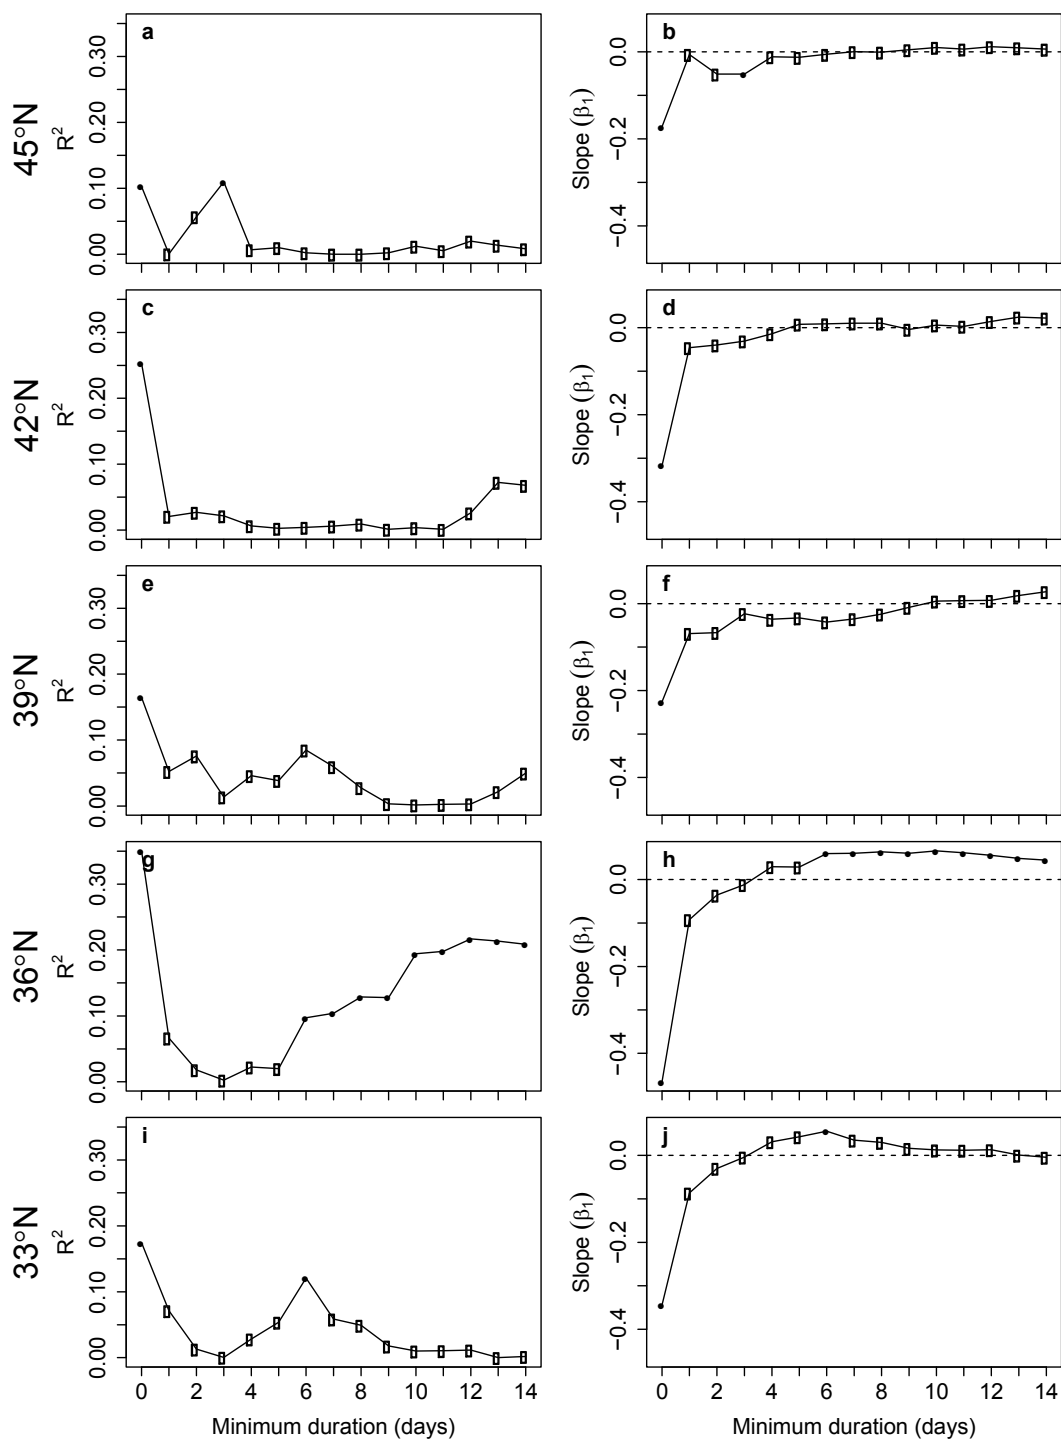 45°N
R²
0.00 0.10 0.20 0.30
a
Slope (β₁)
−0.4 −0.2 0.0
b
42°N
R²
0.00 0.10 0.20 0.30
c
Slope (β₁)
−0.4 −0.2 0.0
d
39°N
R²
0.00 0.10 0.20 0.30
e
Slope (β₁)
−0.4 −0.2 0.0
f
36°N
R²
0.00 0.10 0.20 0.30
g
Slope (β₁)
−0.4 −0.2 0.0
h
33°N
R²
0.00 0.10 0.20 0.30
i
Slope (β₁)
−0.4 −0.2 0.0
j
0 2 4 6 8 10 12 14
Minimum duration (days)
0 2 4 6 8 10 12 14
Minimum duration (days)